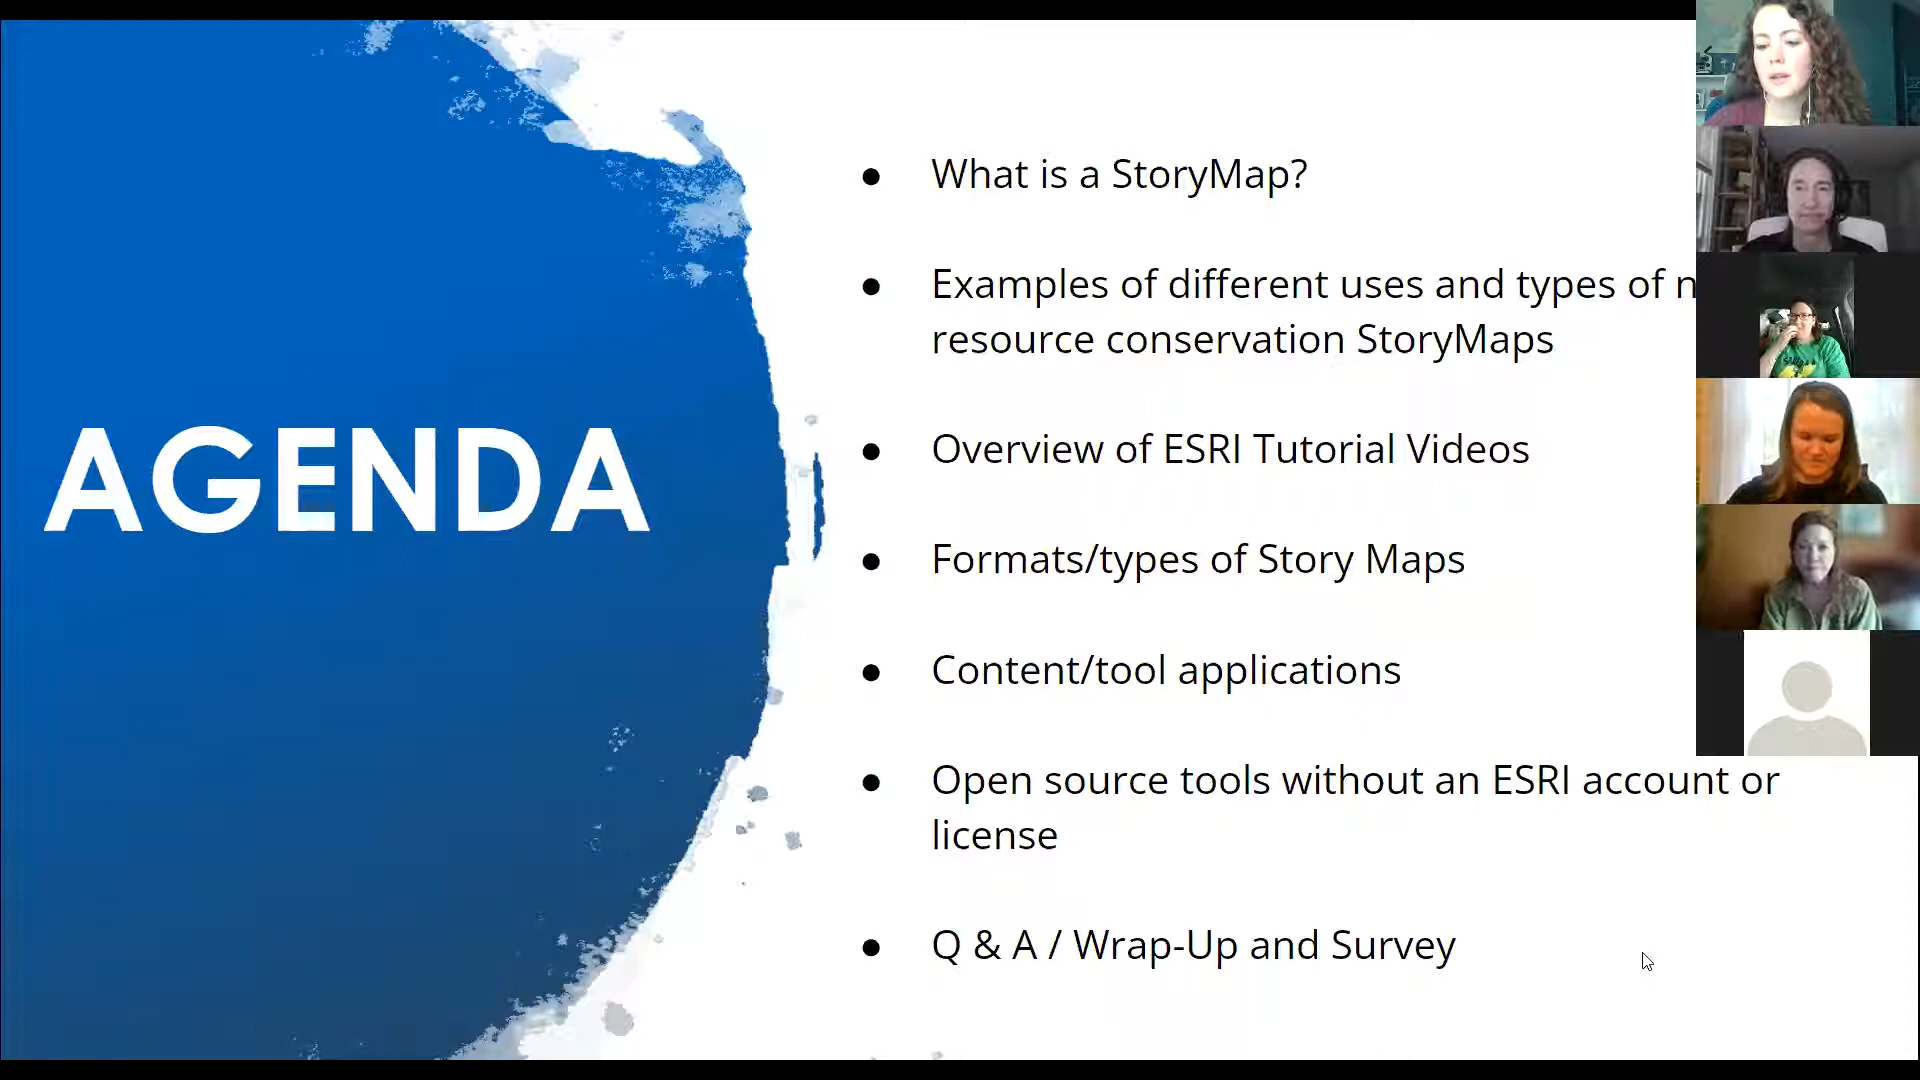 AGENDA
● What is a StoryMap?
● Examples of different uses and types of
resource conservation StoryMaps
● Overview of ESRI Tutorial Videos
● Formats/types of Story Maps
● Content/tool applications
● Open source tools without an ESRI account or
license
● Q & A / Wrap-Up and Survey